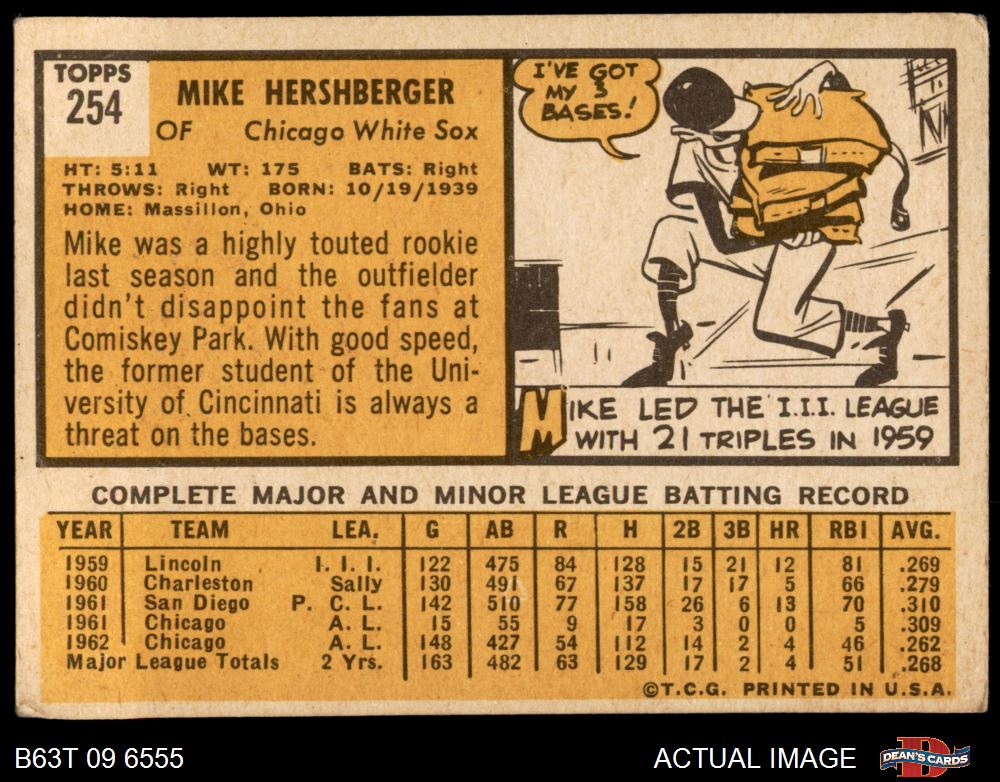 TOPPS
254
MIKE HERSHBERGER
OF Chicago White Sox
HT: 5:11 WT: 175 BATS: Right
THROWS: Right BORN: 10/19/1939
HOME: Massillon, Ohio
Mike was a highly touted rookie
last season and the outfielder
didn't disappoint the fans at
Comiskey Park. With good speed,
the former student of the Uni-
versity of Cincinnati is always a
threat on the bases.
I'VE GOT
MY 3
BASES!
MIKE LED THE I.I.I. LEAGUE
WITH 21 TRIPLES IN 1959
COMPLETE MAJOR AND MINOR LEAGUE BATTING RECORD
YEAR TEAM LEA. G AB R H 2B 3B HR RBI AVG.
1959 Lincoln I. I. I. 122 475 84 128 15 21 12 81 .269
1960 Charleston Sally 130 491 67 137 17 17 5 66 .279
1961 San Diego P. C. L. 142 510 77 158 26 6 13 70 .310
1961 Chicago A. L. 15 55 9 17 3 0 0 5 .309
1962 Chicago A. L. 148 427 54 112 14 2 4 46 .262
Major League Totals 2 Yrs. 163 482 63 129 17 2 4 51 .268
©T.C.G. PRINTED IN U.S.A.
B63T 09 6555 ACTUAL IMAGE DEAN'S CARDS